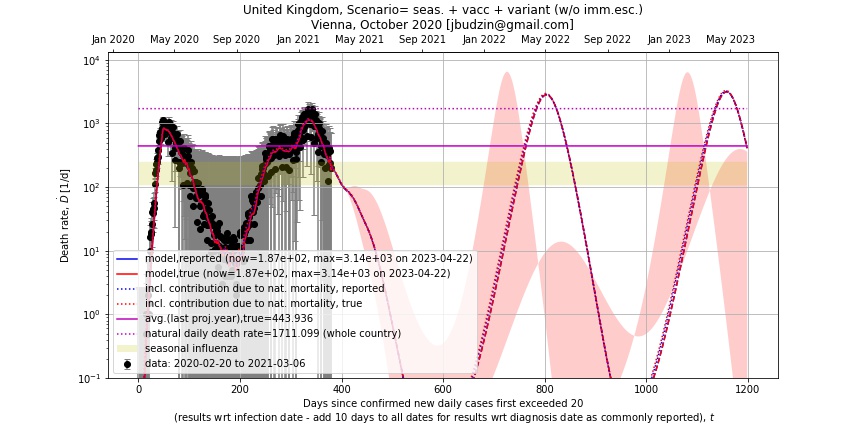 United Kingdom, Scenario= seas. + vacc + variant (w/o imm.esc.)
Vienna, October 2020 [jbudzin@gmail.com]
Jan 2020 May 2020 Sep 2020 Jan 2021 May 2021 Sep 2021 Jan 2022 May 2022 Sep 2022 Jan 2023 May 2023
10⁴
10³
10²
10¹
10⁰
10⁻¹
Death rate, Ḋ [1/d]
model,reported (now=1.87e+02, max=3.14e+03 on 2023-04-22)
model,true (now=1.87e+02, max=3.14e+03 on 2023-04-22)
incl. contribution due to nat. mortality, reported
incl. contribution due to nat. mortality, true
avg.(last proj.year),true=443.936
natural daily death rate=1711.099 (whole country)
seasonal influenza
data: 2020-02-20 to 2021-03-06
0 200 400 600 800 1000 1200
Days since confirmed new daily cases first exceeded 20
(results wrt infection date - add 10 days to all dates for results wrt diagnosis date as commonly reported), t